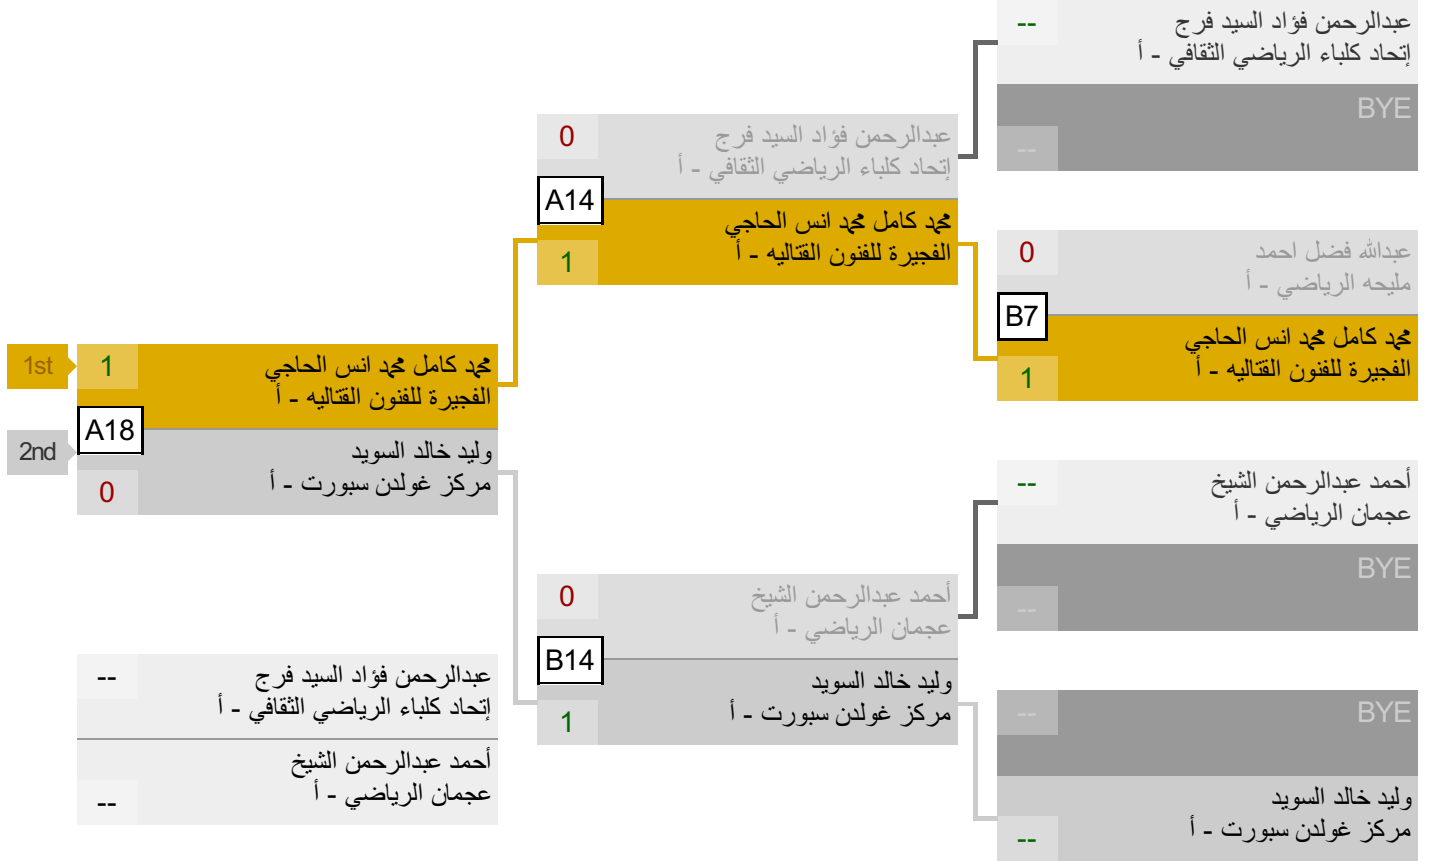 --
عبدالرحمن فؤاد السيد فرج
إتحاد كلباء الرياضي الثقافي - أ
BYE
--
0
عبدالله فضل احمد
مليحه الرياضي - أ
B7
محمد كامل محمد انس الحاجي
الفجيرة للفنون القتاليه - أ
1
--
أحمد عبدالرحمن الشيخ
عجمان الرياضي - أ
BYE
--
--
BYE
وليد خالد السويد
مركز غولدن سبورت - أ
--
0
عبدالرحمن فؤاد السيد فرج
إتحاد كلباء الرياضي الثقافي - أ
A14
محمد كامل محمد انس الحاجي
الفجيرة للفنون القتاليه - أ
1
0
أحمد عبدالرحمن الشيخ
عجمان الرياضي - أ
B14
وليد خالد السويد
مركز غولدن سبورت - أ
1
1st
1
محمد كامل محمد انس الحاجي
الفجيرة للفنون القتاليه - أ
A18
2nd
وليد خالد السويد
مركز غولدن سبورت - أ
0
--
عبدالرحمن فؤاد السيد فرج
إتحاد كلباء الرياضي الثقافي - أ
أحمد عبدالرحمن الشيخ
عجمان الرياضي - أ
--